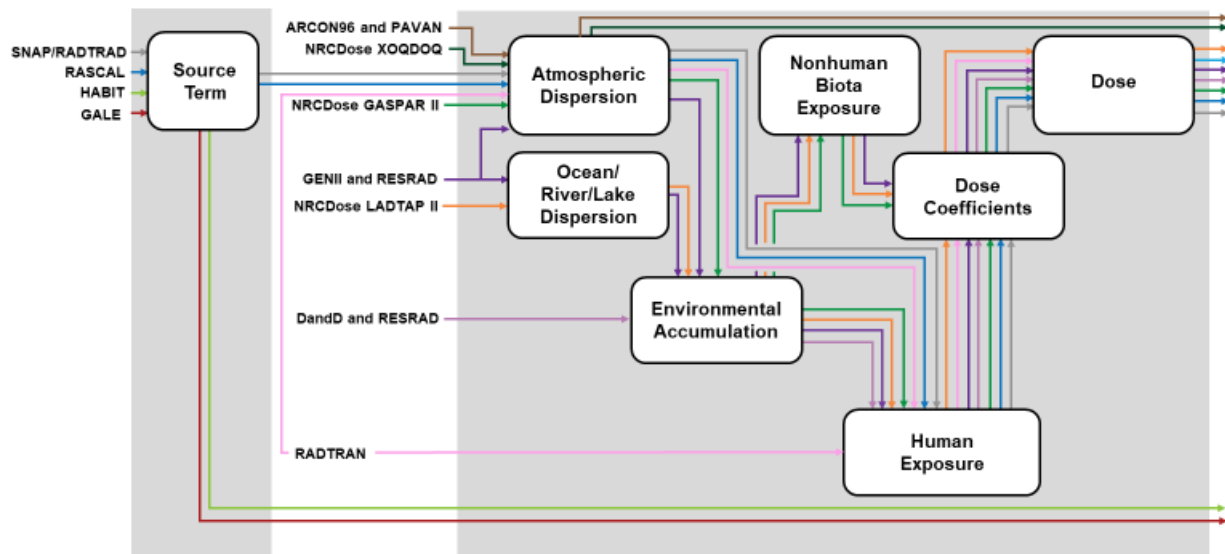 ARCON96 and PAVAN
NRCDose XOQDOQ
SNAP/RADTRAD
RASCAL
HABIT
GALE
Source
Term
NRCDose GASPAR II
Atmospheric
Dispersion
Nonhuman
Biota
Exposure
Dose
GENII and RESRAD
NRCDose LADTAP II
Ocean/
River/Lake
Dispersion
Dose
Coefficients
DandD and RESRAD
Environmental
Accumulation
RADTRAN
Human
Exposure